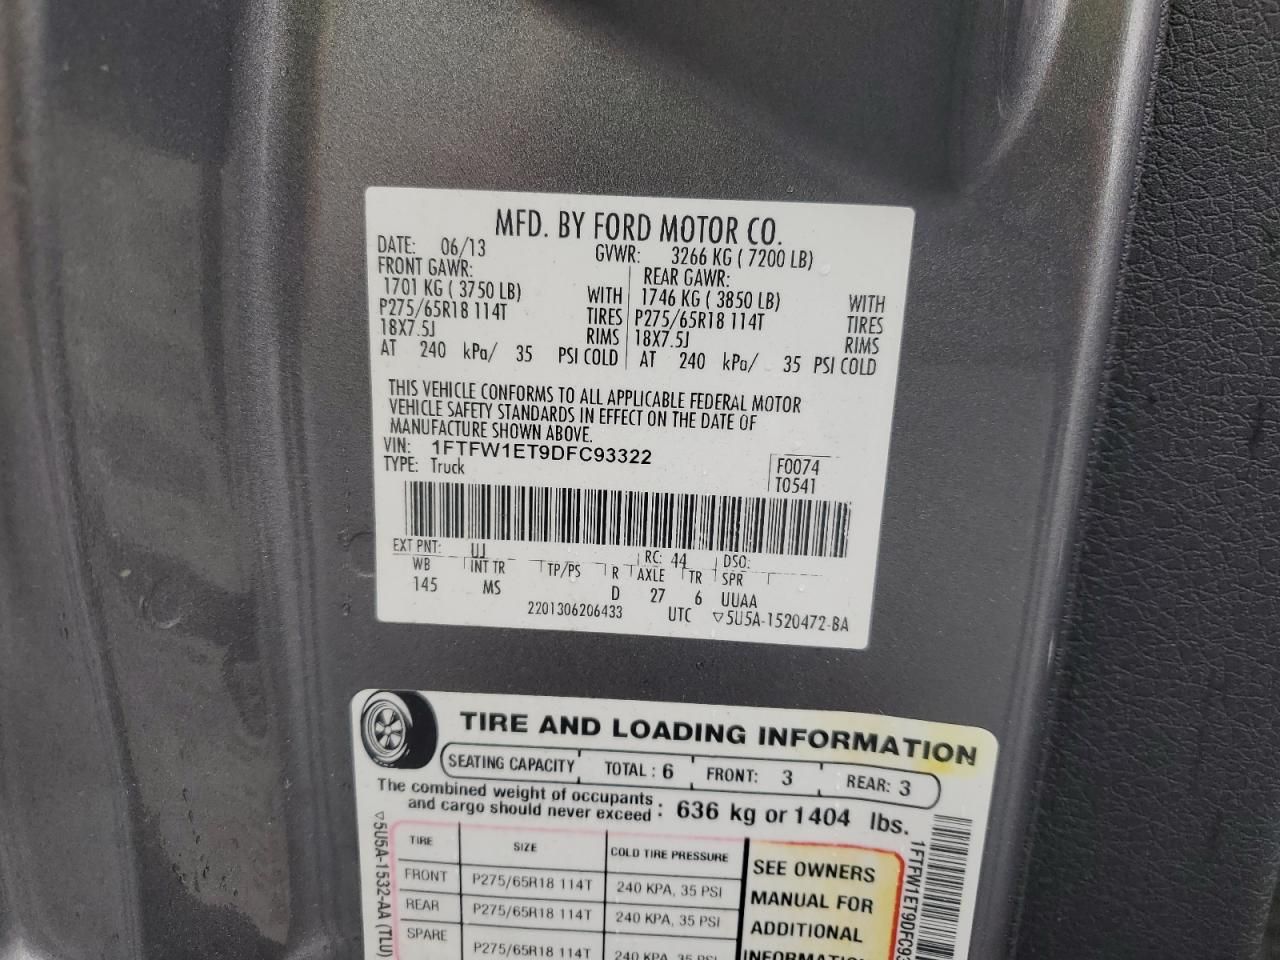 MFD. BY FORD MOTOR CO.
DATE: 06/13 GVWR: 3266 KG ( 7200 LB)
FRONT GAWR: REAR GAWR:
1701 KG ( 3750 LB) WITH 1746 KG ( 3850 LB) WITH
P275/65R18 114T TIRES P275/65R18 114T TIRES
18X7.5J RIMS 18X7.5J RIMS
AT 240 kPa/ 35 PSI COLD AT 240 kPa/ 35 PSI COLD
THIS VEHICLE CONFORMS TO ALL APPLICABLE FEDERAL MOTOR
VEHICLE SAFETY STANDARDS IN EFFECT ON THE DATE OF
MANUFACTURE SHOWN ABOVE.
VIN: 1FTFW1ET9DFC93322 F0074
TYPE: Truck T0541
EXT PNT: UJ RC: 44 DSO:
WB INT TR TP/PS R AXLE TR SPR
145 MS D 27 6 UUAA
2201306206433 UTC ▽5U5A-1520472-BA
TIRE AND LOADING INFORMATION
SEATING CAPACITY TOTAL : 6 FRONT: 3 REAR: 3
The combined weight of occupants
and cargo should never exceed : 636 kg or 1404 lbs.
TIRE SIZE COLD TIRE PRESSURE
FRONT P275/65R18 114T 240 KPA, 35 PSI
REAR P275/65R18 114T 240 KPA, 35 PSI
SPARE P275/65R18 114T 240 KPA, 35 PSI
SEE OWNERS
MANUAL FOR
ADDITIONAL
INFORMATION
▽5U5A-1532-AA (TLU)
1FTFW1ET9DFC93